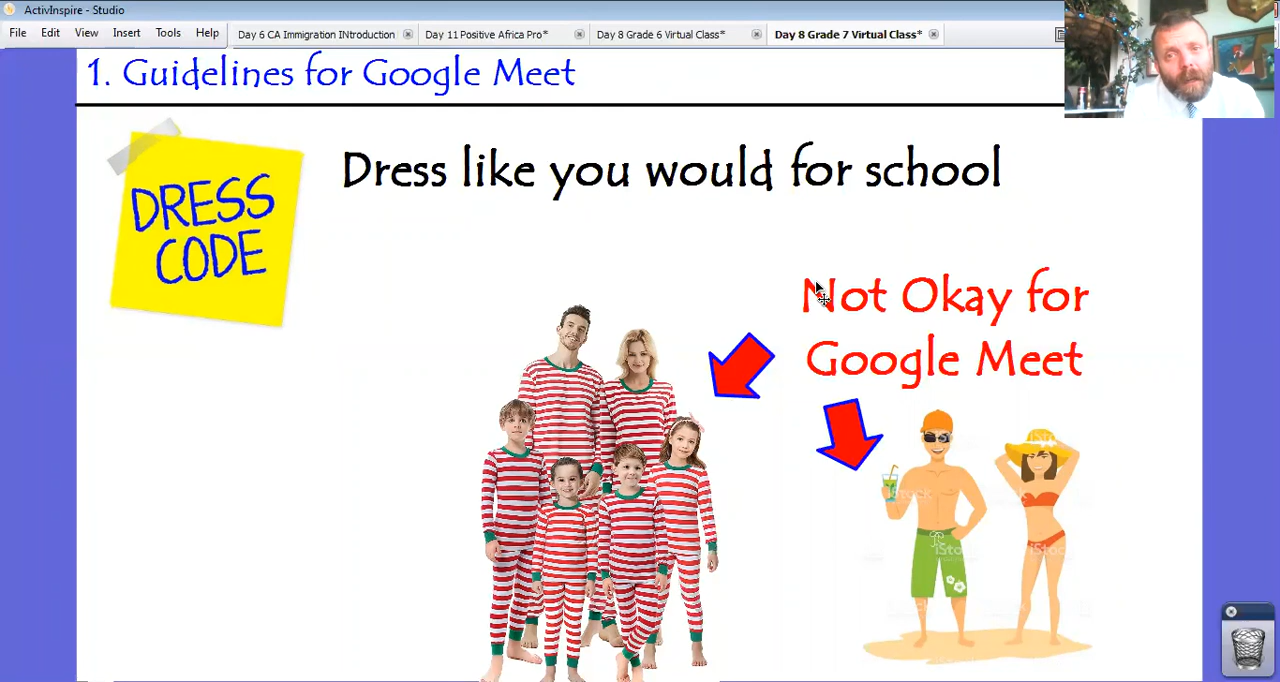 ActivInspire - Studio
File Edit View Insert Tools Help
Day 6 CA Immigration INtroduction Day 11 Positive Africa Pro* Day 8 Grade 6 Virtual Class* Day 8 Grade 7 Virtual Class*
1. Guidelines for Google Meet
DRESS
CODE
Dress like you would for school
Not Okay for
Google Meet
iStock